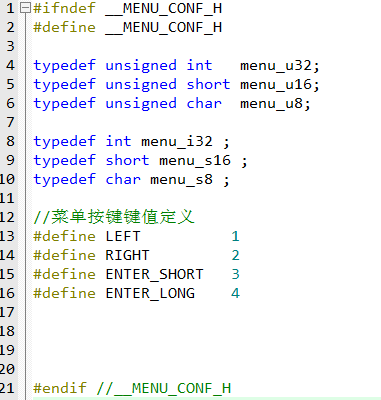 1 #ifndef __MENU_CONF_H
2 #define __MENU_CONF_H
3
4 typedef unsigned int   menu_u32;
5 typedef unsigned short menu_u16;
6 typedef unsigned char  menu_u8;
7
8 typedef int menu_i32 ;
9 typedef short menu_s16 ;
10 typedef char menu_s8 ;
11
12 //菜单按键键值定义
13 #define LEFT          1
14 #define RIGHT         2
15 #define ENTER_SHORT   3
16 #define ENTER_LONG    4
17
18
19
20
21 #endif //__MENU_CONF_H